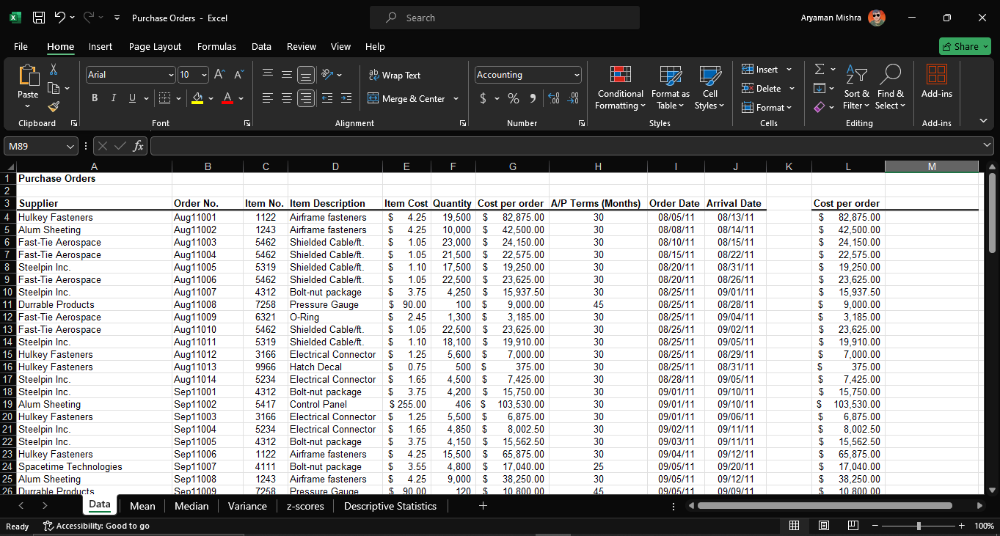 Purchase Orders - Excel
Search
Aryaman Mishra
File Home Insert Page Layout Formulas Data Review View Help
Share
Paste
Clipboard
Arial 10
B I U
Font
Wrap Text
Merge & Center
Alignment
Accounting
$ % 9
Number
Conditional Formatting
Format as Table
Cell Styles
Styles
Insert
Delete
Format
Cells
Sort & Filter
Find & Select
Editing
Add-ins
Add-ins
M89 fx
A B C D E F G H I J K L M
1 Purchase Orders
2
3 Supplier Order No. Item No. Item Description Item Cost Quantity Cost per order A/P Terms (Months) Order Date Arrival Date Cost per order
4 Hulkey Fasteners Aug11001 1122 Airframe fasteners $ 4.25 19,500 $ 82,875.00 30 08/05/11 08/13/11 $ 82,875.00
5 Alum Sheeting Aug11002 1243 Airframe fasteners $ 4.25 10,000 $ 42,500.00 30 08/08/11 08/14/11 $ 42,500.00
6 Fast-Tie Aerospace Aug11003 5462 Shielded Cable/ft. $ 1.05 23,000 $ 24,150.00 30 08/10/11 08/15/11 $ 24,150.00
7 Fast-Tie Aerospace Aug11004 5462 Shielded Cable/ft. $ 1.05 21,500 $ 22,575.00 30 08/15/11 08/22/11 $ 22,575.00
8 Steelpin Inc. Aug11005 5319 Shielded Cable/ft. $ 1.10 17,500 $ 19,250.00 30 08/20/11 08/31/11 $ 19,250.00
9 Fast-Tie Aerospace Aug11006 5462 Shielded Cable/ft. $ 1.05 22,500 $ 23,625.00 30 08/20/11 08/26/11 $ 23,625.00
10 Steelpin Inc. Aug11007 4312 Bolt-nut package $ 3.75 4,250 $ 15,937.50 30 08/25/11 09/01/11 $ 15,937.50
11 Durrable Products Aug11008 7258 Pressure Gauge $ 90.00 100 $ 9,000.00 45 08/25/11 08/28/11 $ 9,000.00
12 Fast-Tie Aerospace Aug11009 6321 O-Ring $ 2.45 1,300 $ 3,185.00 30 08/25/11 09/04/11 $ 3,185.00
13 Fast-Tie Aerospace Aug11010 5462 Shielded Cable/ft. $ 1.05 22,500 $ 23,625.00 30 08/25/11 09/02/11 $ 23,625.00
14 Steelpin Inc. Aug11011 5319 Shielded Cable/ft. $ 1.10 18,100 $ 19,910.00 30 08/25/11 09/05/11 $ 19,910.00
15 Hulkey Fasteners Aug11012 3166 Electrical Connector $ 1.25 5,600 $ 7,000.00 30 08/25/11 08/29/11 $ 7,000.00
16 Hulkey Fasteners Aug11013 9966 Hatch Decal $ 0.75 500 $ 375.00 30 08/25/11 08/31/11 $ 375.00
17 Steelpin Inc. Aug11014 5234 Electrical Connector $ 1.65 4,500 $ 7,425.00 30 08/28/11 09/05/11 $ 7,425.00
18 Steelpin Inc. Sep11001 4312 Bolt-nut package $ 3.75 4,200 $ 15,750.00 30 09/01/11 09/10/11 $ 15,750.00
19 Alum Sheeting Sep11002 5417 Control Panel $ 255.00 406 $ 103,530.00 30 09/01/11 09/10/11 $ 103,530.00
20 Hulkey Fasteners Sep11003 3166 Electrical Connector $ 1.25 5,500 $ 6,875.00 30 09/01/11 09/06/11 $ 6,875.00
21 Steelpin Inc. Sep11004 5234 Electrical Connector $ 1.65 4,850 $ 8,002.50 30 09/02/11 09/11/11 $ 8,002.50
22 Steelpin Inc. Sep11005 4312 Bolt-nut package $ 3.75 4,150 $ 15,562.50 30 09/03/11 09/11/11 $ 15,562.50
23 Hulkey Fasteners Sep11006 1122 Airframe fasteners $ 4.25 15,500 $ 65,875.00 30 09/04/11 09/12/11 $ 65,875.00
24 Spacetime Technologies Sep11007 4111 Bolt-nut package $ 3.55 4,800 $ 17,040.00 25 09/05/11 09/20/11 $ 17,040.00
25 Alum Sheeting Sep11008 1243 Airframe fasteners $ 4.25 9,000 $ 38,250.00 30 09/05/11 09/12/11 $ 38,250.00
26 Durrable Products Sep11009 7258 Pressure Gauge $ 90.00 120 $ 10,800.00 45 09/05/11 09/09/11 $ 10,800.00
Data Mean Median Variance z-scores Descriptive Statistics
Ready Accessibility: Good to go 100%